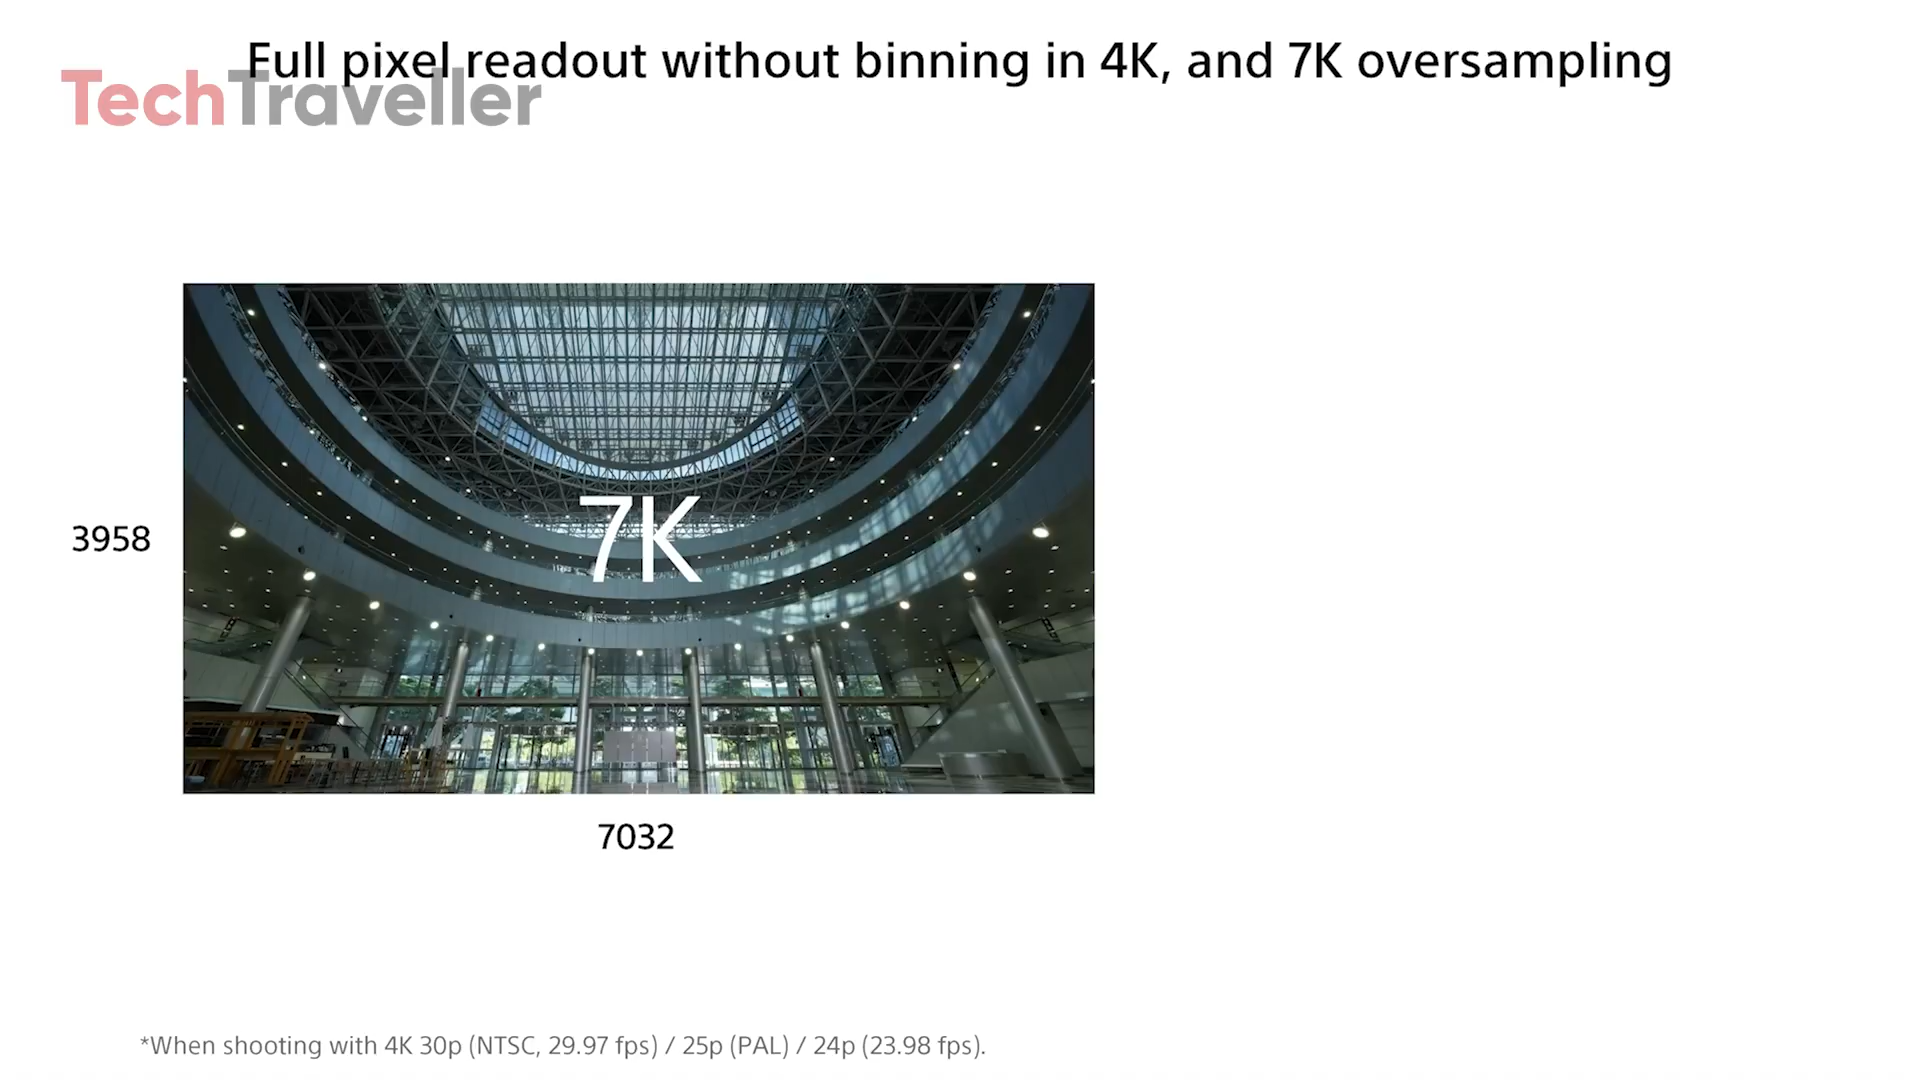 Full pixel readout without binning in 4K, and 7K oversampling
TechTraveller
7K
3958
7032
*When shooting with 4K 30p (NTSC, 29.97 fps) / 25p (PAL) / 24p (23.98 fps).